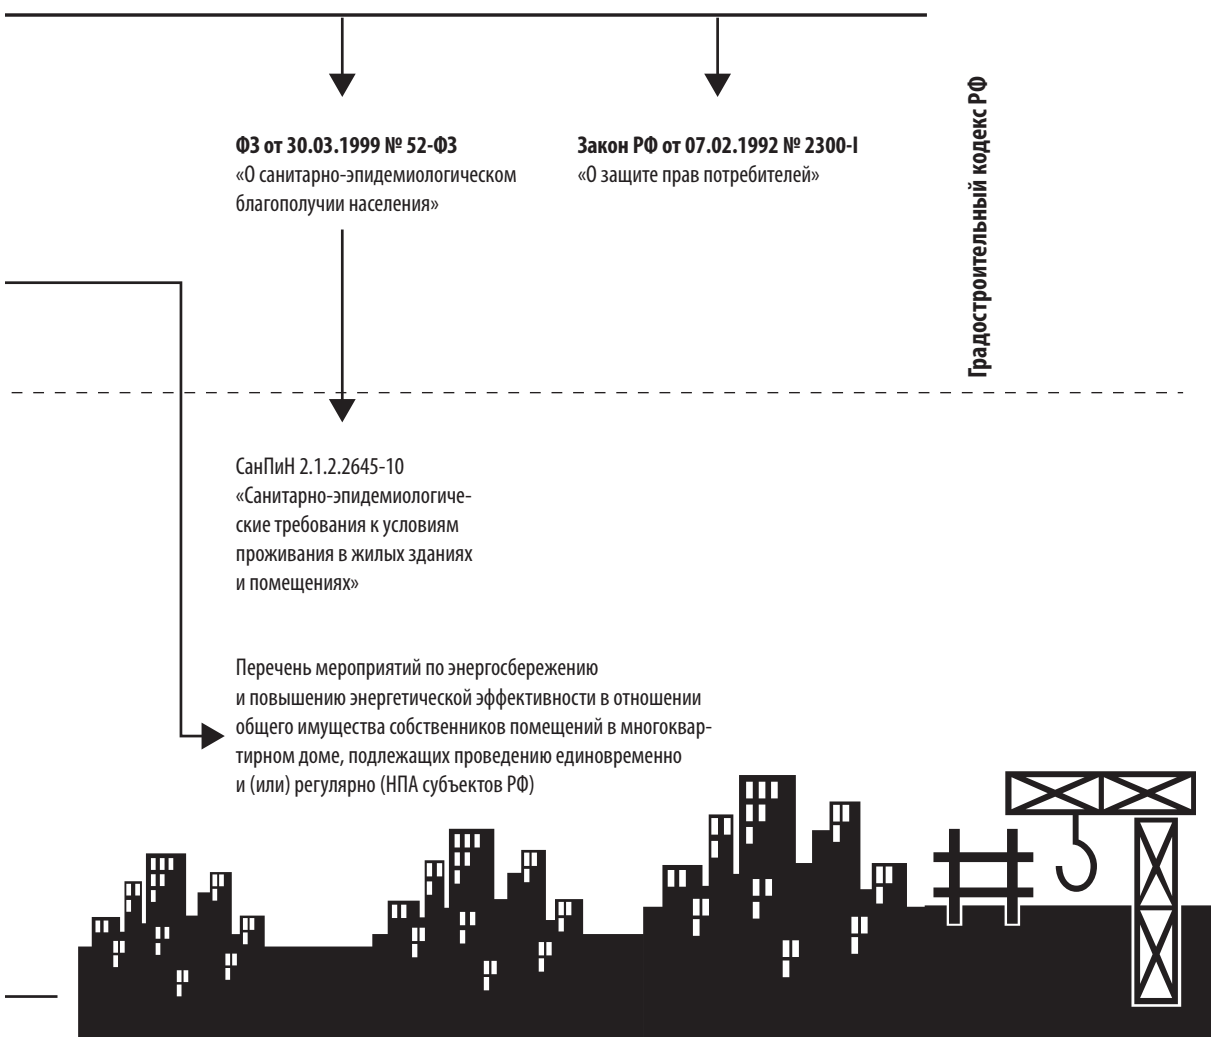 ФЗ от 30.03.1999 № 52-ФЗ
«О санитарно-эпидемиологическом
благополучии населения»
Закон РФ от 07.02.1992 № 2300-I
«О защите прав потребителей»
Градостроительный кодекс РФ
СанПиН 2.1.2.2645-10
«Санитарно-эпидемиологиче-
ские требования к условиям
проживания в жилых зданиях
и помещениях»
Перечень мероприятий по энергосбережению
и повышению энергетической эффективности в отношении
общего имущества собственников помещений в многоквар-
тирном доме, подлежащих проведению единовременно
и (или) регулярно (НПА субъектов РФ)